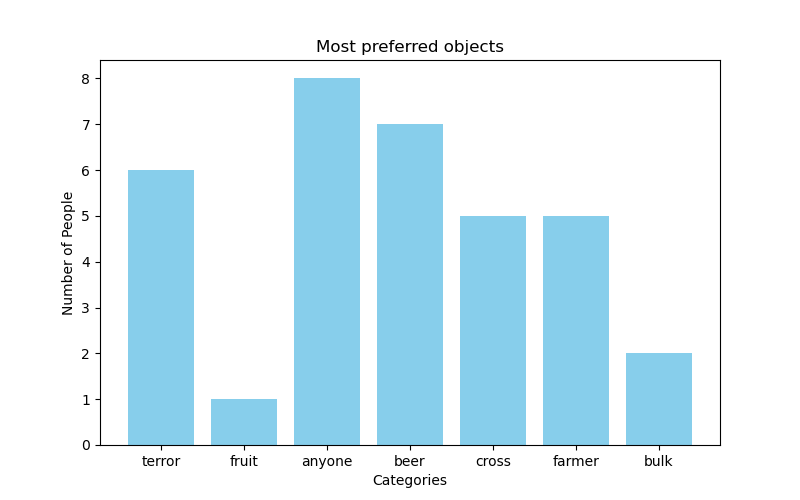 Most preferred objects
Number of People
8
7
6
5
4
3
2
1
0
terror fruit anyone beer cross farmer bulk
Categories